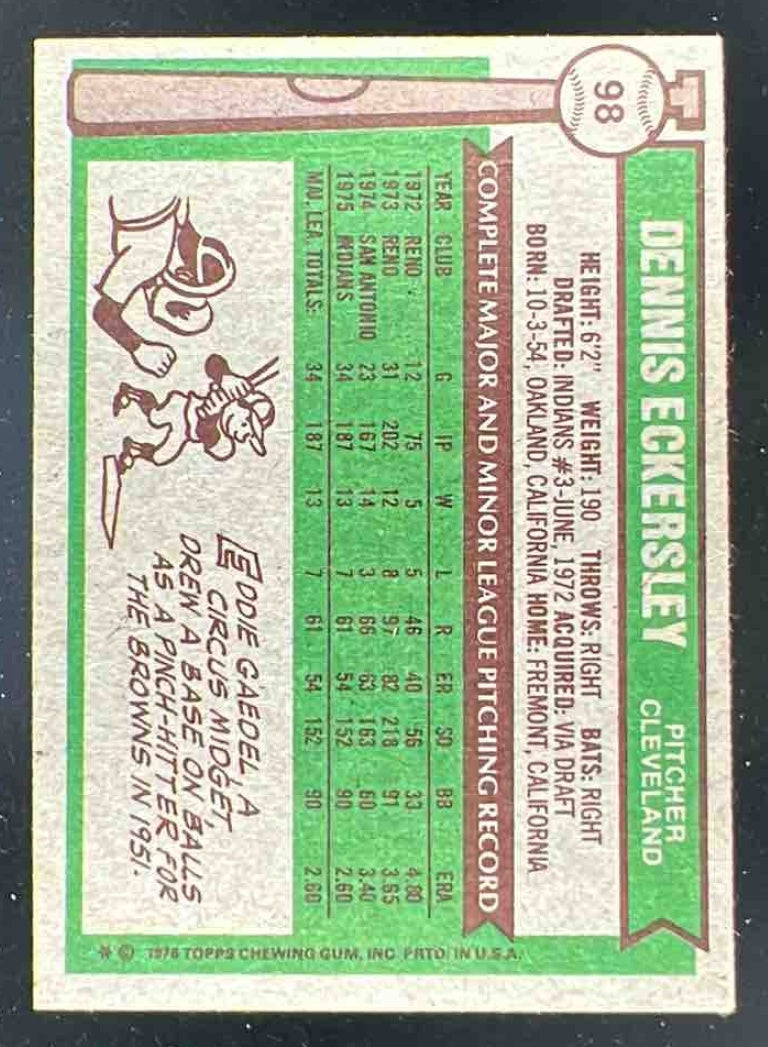 98
DENNIS ECKERSLEY
PITCHER
CLEVELAND
HEIGHT: 6'2" WEIGHT: 190 THROWS: RIGHT BATS: RIGHT
DRAFTED: INDIANS #3-JUNE, 1972 ACQUIRED: VIA DRAFT
BORN: 10-3-54, OAKLAND, CALIFORNIA HOME: FREMONT, CALIFORNIA
COMPLETE MAJOR AND MINOR LEAGUE PITCHING RECORD
YEAR CLUB G IP W L R ER SO BB ERA
1972 RENO 12 75 5 5 46 40 56 33 4.80
1973 RENO 31 202 12 8 97 82 218 91 3.65
1974 SAN ANTONIO 23 167 14 3 66 63 163 60 3.40
1975 INDIANS 34 187 13 7 61 54 152 90 2.60
MAJ. LEA. TOTALS: 34 187 13 7 61 54 152 90 2.60
EDDIE GAEDEL, A
CIRCUS MIDGET,
DREW A BASE ON BALLS
AS A PINCH-HITTER FOR
THE BROWNS IN 1951.
* © 1976 TOPPS CHEWING GUM, INC. PRTD. IN U.S.A.